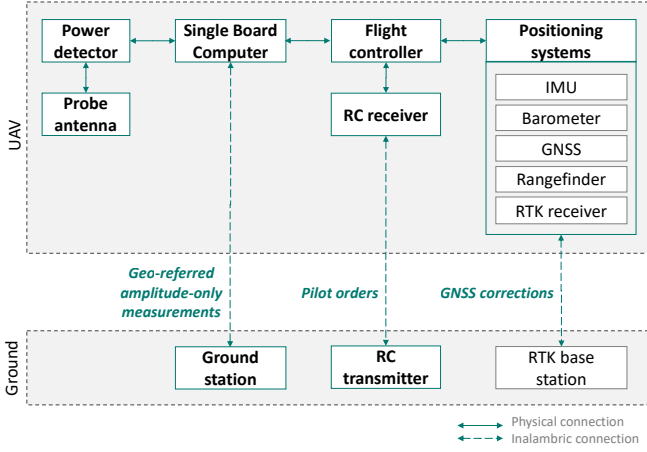 UAV
Power
detector
Single Board
Computer
Flight
controller
Positioning
systems
Probe
antenna
RC receiver
IMU
Barometer
GNSS
Rangefinder
RTK receiver
Geo-referred
amplitude-only
measurements
Pilot orders
GNSS corrections
Ground
Ground
station
RC
transmitter
RTK base
station
Physical connection
Inalambric connection